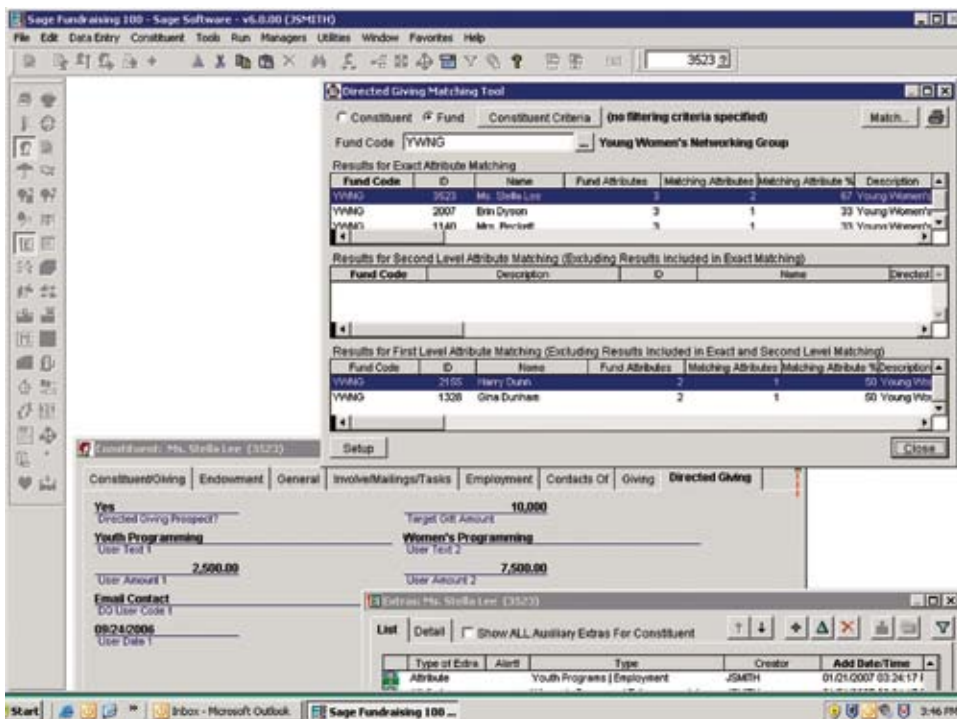 Sage Fundraising 100 - Sage Software - v6.0.00 (JSMITH)
File Edit Data Entry Constituent Tools Run Managers Utilities Window Favorites Help
3523
Directed Giving Matching Tool
Constituent Fund Constituent Criteria (no filtering criteria specified) Match...
Fund Code YWNG ... Young Women's Networking Group
Results for Exact Attribute Matching
Fund Code ID Name Fund Attributes Matching Attributes Matching Attribute % Description
YWNG 3523 Ms. Stella Lee 3 2 67 Young Women's
YWNG 2007 Erin Dyson 3 1 33 Young Women's
YWNG 1140 Mrs. Peckett 3 1 33 Young Women's
Results for Second Level Attribute Matching (Excluding Results Included in Exact Matching)
Fund Code Description ID Name Directed
Results for First Level Attribute Matching (Excluding Results Included in Exact and Second Level Matching)
Fund Code ID Name Fund Attributes Matching Attributes Matching Attribute % Description
YWNG 2155 Harry Dunn 2 1 50 Young Wo
YWNG 1328 Gina Dunham 2 1 50 Young Wo
Setup Close
Constituent: Ms. Stella Lee (3523)
Constituent/Giving Endowment General Involve/Mailings/Tasks Employment Contacts Of Giving Directed Giving
Yes 10,000
Directed Giving Prospect? Target Gift Amount
Youth Programming Women's Programming
User Text 1 User Text 2
2,500.00 7,500.00
User Amount 1 User Amount 2
Email Contact
DG User Code 1
09/24/2006
User Date 1
Extras: Ms. Stella Lee (3523)
List Detail Show ALL Auxiliary Extras For Constituent
Type of Extra Alert! Type Creator Add Date/Time
Attribute Youth Programs | Employment JSMITH 01/21/2007 03:24:17
Start Inbox - Microsoft Outlook Sage Fundraising 100 ... 3:46 PM